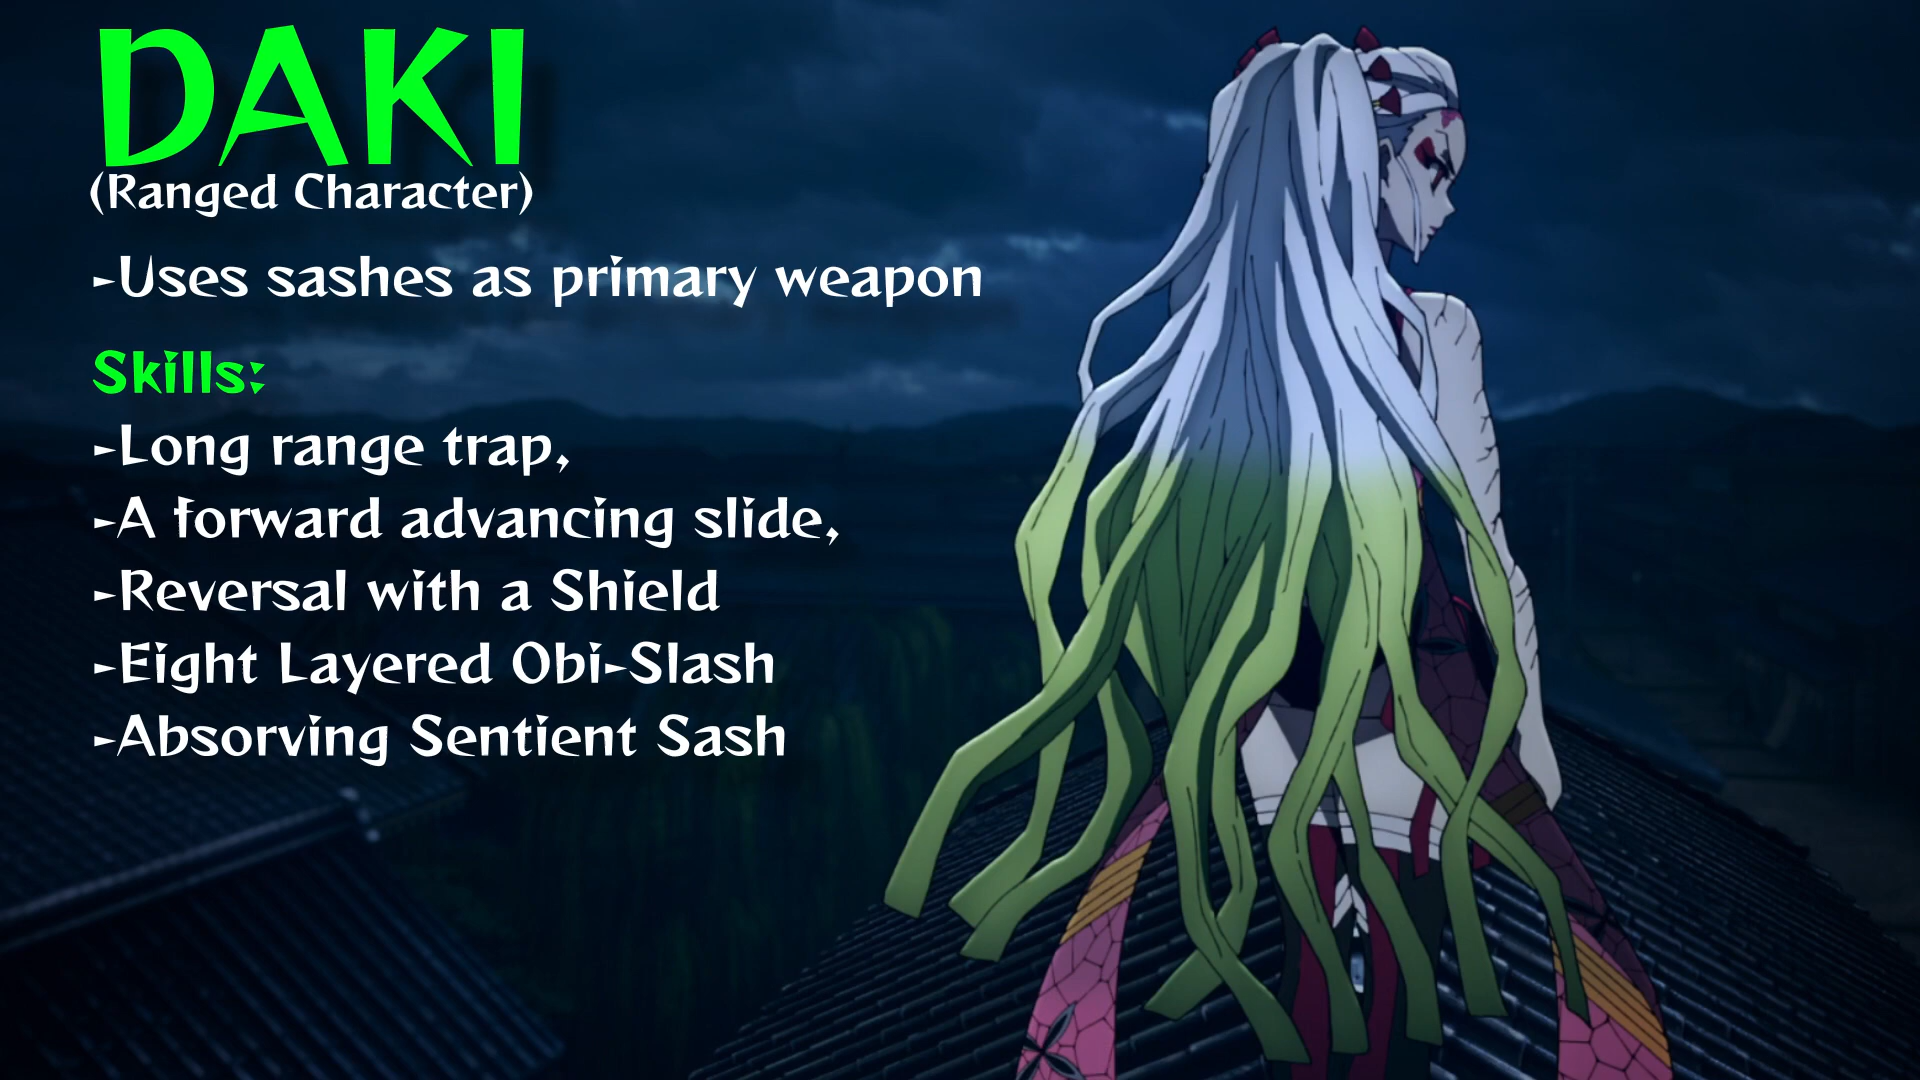 DAKI
(Ranged Character)
-Uses sashes as primary weapon
Skills:
-Long range trap,
-A forward advancing slide,
-Reversal with a Shield
-Eight Layered Obi-Slash
-Absorving Sentient Sash